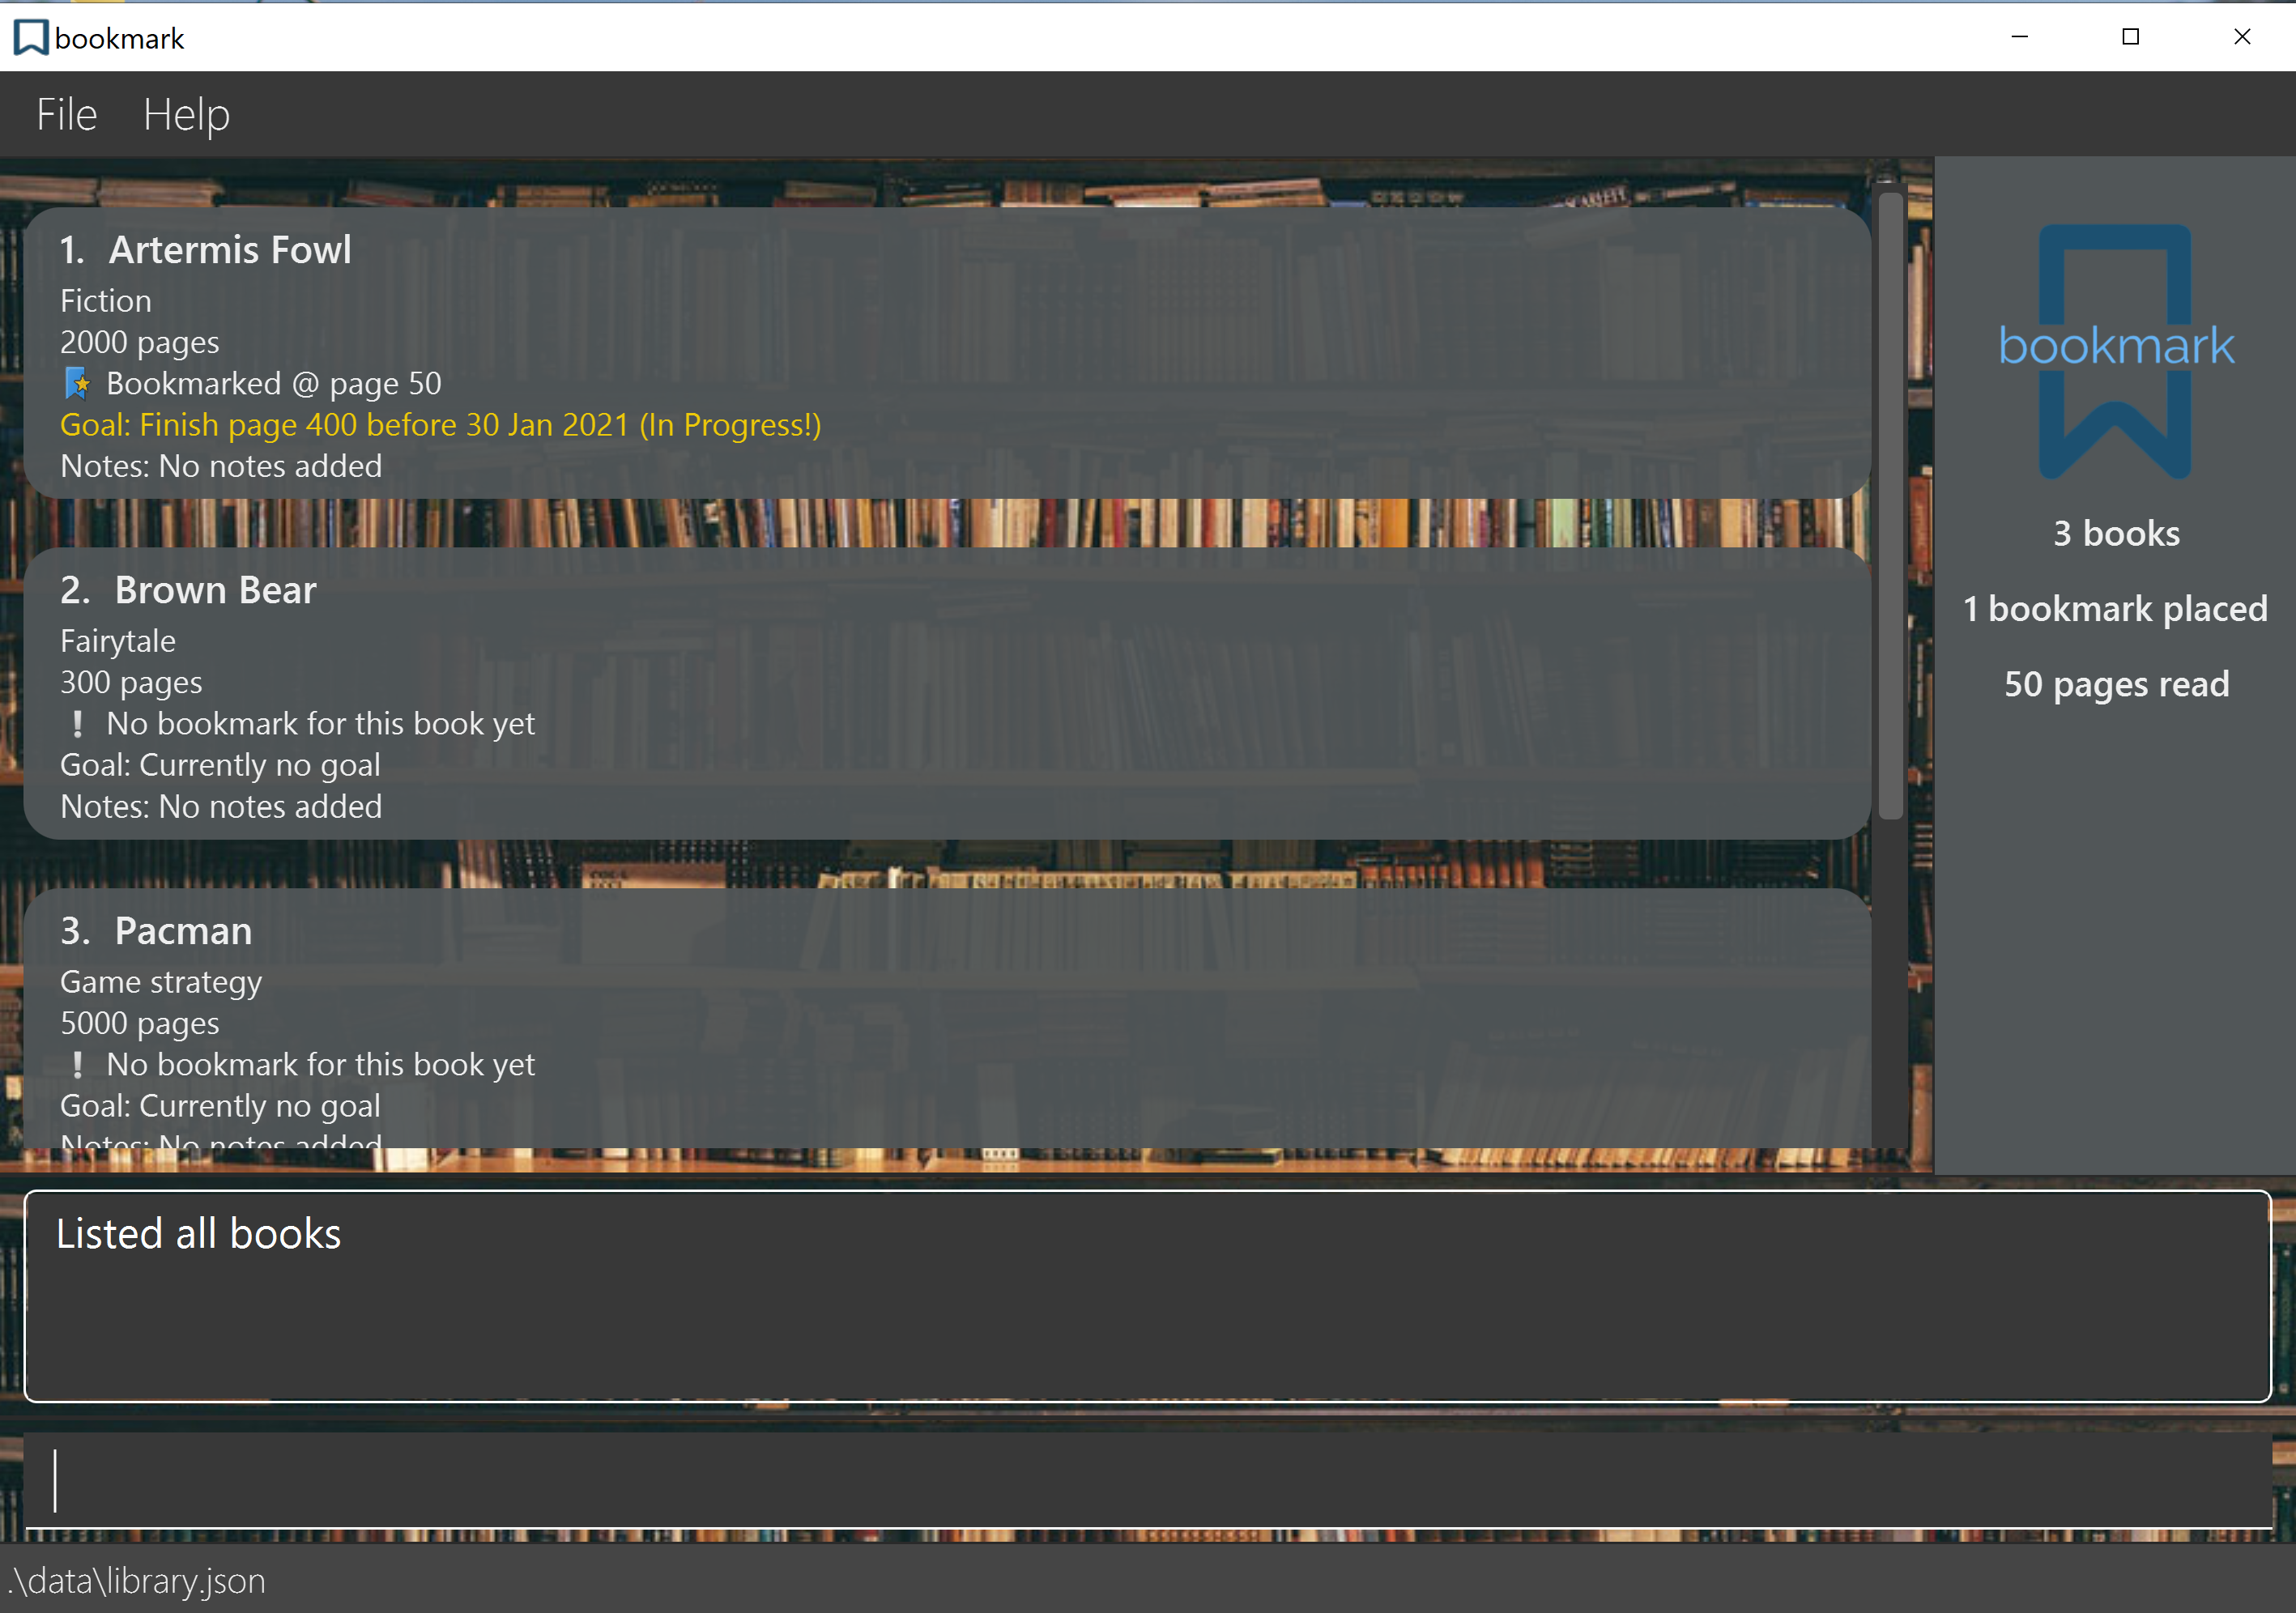 bookmark
File Help
1. Artermis Fowl
Fiction
2000 pages
Bookmarked @ page 50
Goal: Finish page 400 before 30 Jan 2021 (In Progress!)
Notes: No notes added
2. Brown Bear
Fairytale
300 pages
No bookmark for this book yet
Goal: Currently no goal
Notes: No notes added
3. Pacman
Game strategy
5000 pages
No bookmark for this book yet
Goal: Currently no goal
Notes: No notes added
bookmark
3 books
1 bookmark placed
50 pages read
Listed all books
.\data\library.json